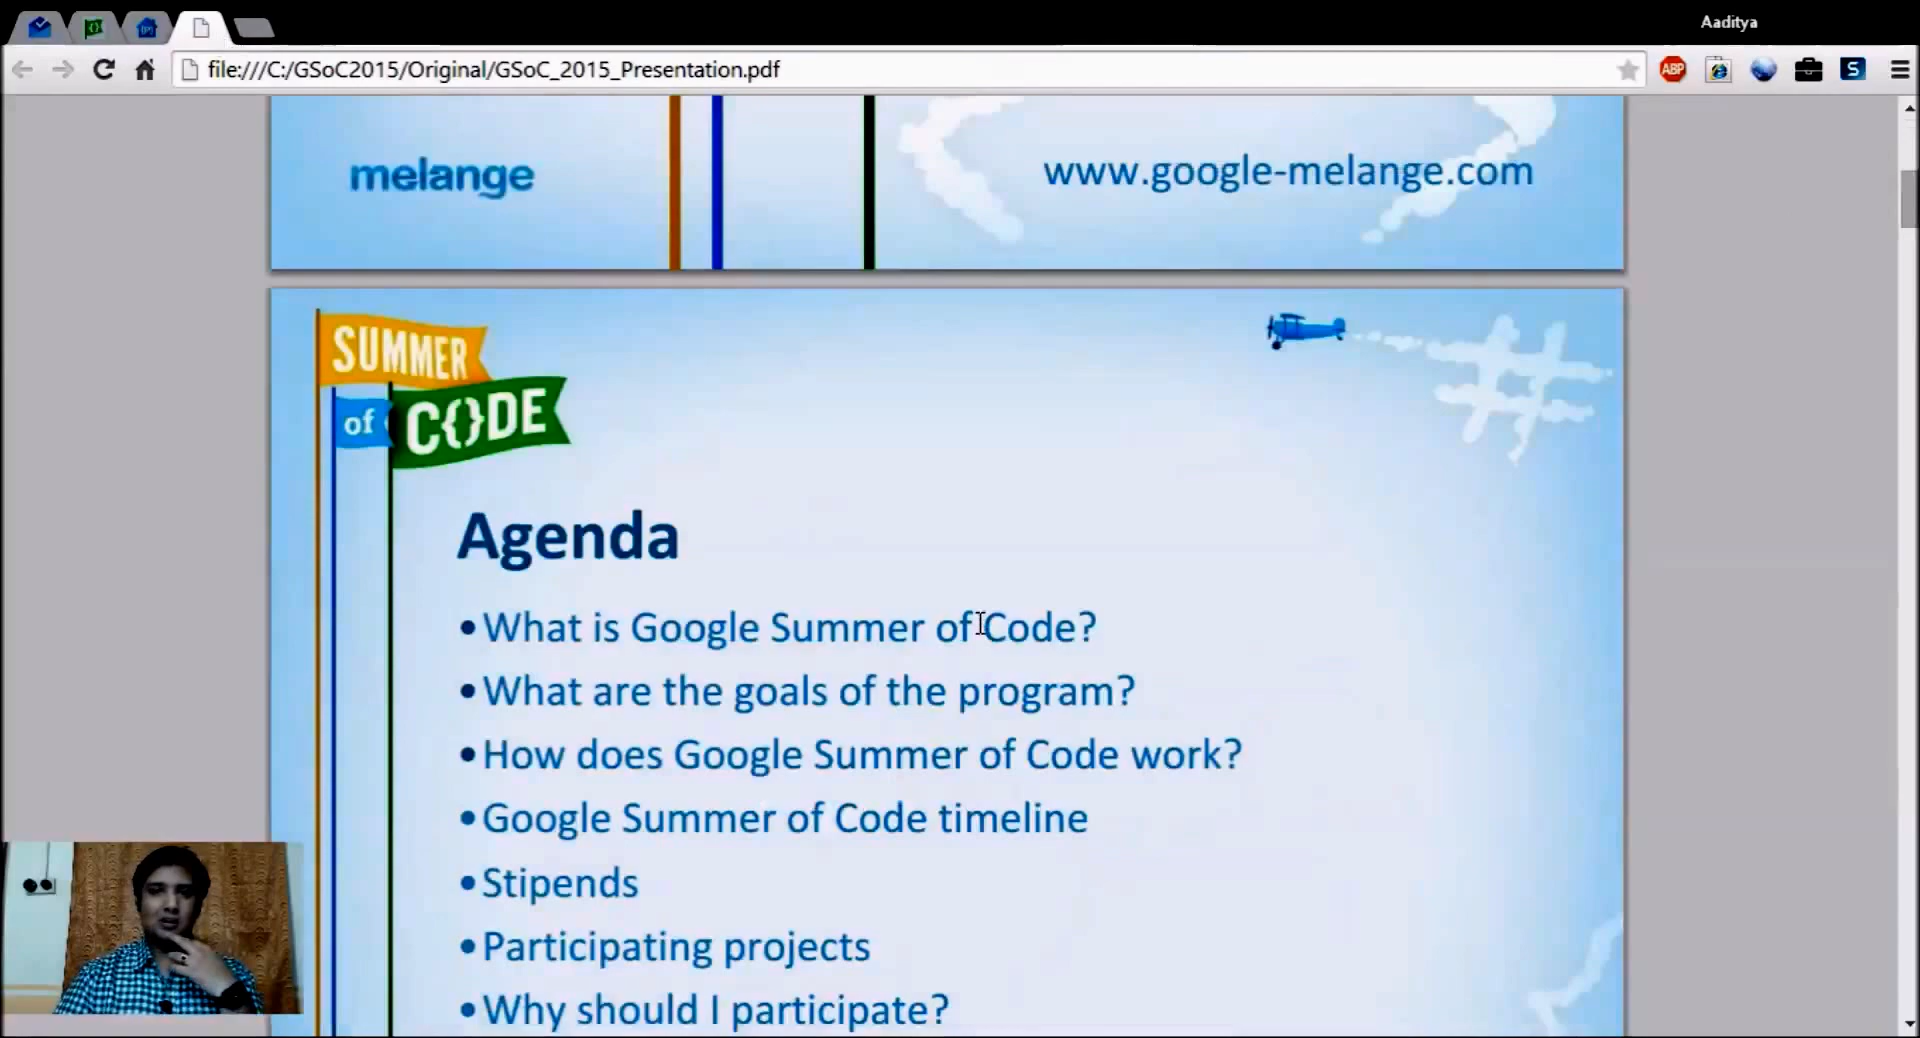 Aaditya
file:///C:/GSoC2015/Original/GSoC_2015_Presentation.pdf
ABP
S
melange
www.google-melange.com
SUMMER
of C{}DE
#
Agenda
•What is Google Summer of Code?
•What are the goals of the program?
•How does Google Summer of Code work?
•Google Summer of Code timeline
•Stipends
•Participating projects
•Why should I participate?